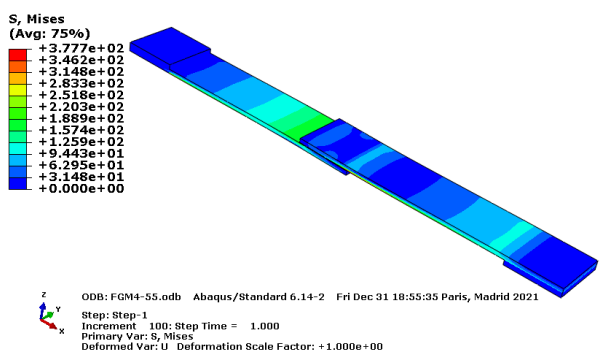 S, Mises
(Avg: 75%)
+3.777e+02
+3.462e+02
+3.148e+02
+2.833e+02
+2.518e+02
+2.203e+02
+1.889e+02
+1.574e+02
+1.259e+02
+9.443e+01
+6.295e+01
+3.148e+01
+0.000e+00
Z
Y
X
ODB: FGM4-55.odb Abaqus/Standard 6.14-2 Fri Dec 31 18:55:35 Paris, Madrid 2021
Step: Step-1
Increment 100: Step Time = 1.000
Primary Var: S, Mises
Deformed Var: U Deformation Scale Factor: +1.000e+00